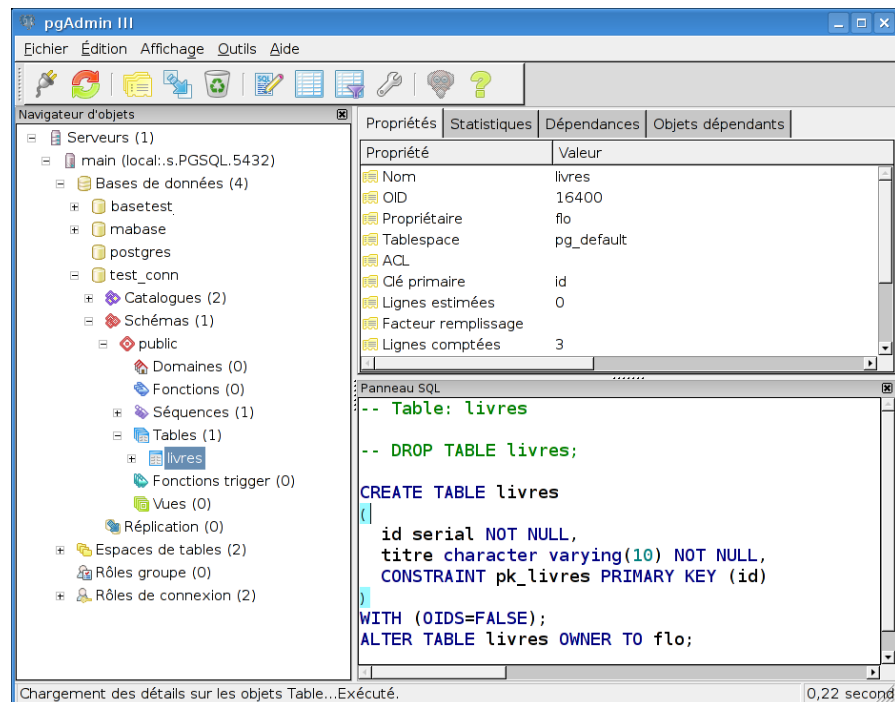 pgAdmin III
Fichier Édition Affichage Outils Aide
Navigateur d'objets
Serveurs (1)
main (local:.s.PGSQL.5432)
Bases de données (4)
basetest
mabase
postgres
test_conn
Catalogues (2)
Schémas (1)
public
Domaines (0)
Fonctions (0)
Séquences (1)
Tables (1)
livres
Fonctions trigger (0)
Vues (0)
Réplication (0)
Espaces de tables (2)
Rôles groupe (0)
Rôles de connexion (2)
Propriétés Statistiques Dépendances Objets dépendants
Propriété Valeur
Nom livres
OID 16400
Propriétaire flo
Tablespace pg_default
ACL
Clé primaire id
Lignes estimées 0
Facteur remplissage
Lignes comptées 3
Panneau SQL
-- Table: livres
-- DROP TABLE livres;
CREATE TABLE livres
(
id serial NOT NULL,
titre character varying(10) NOT NULL,
CONSTRAINT pk_livres PRIMARY KEY (id)
)
WITH (OIDS=FALSE);
ALTER TABLE livres OWNER TO flo;
Chargement des détails sur les objets Table...Exécuté. 0,22 second